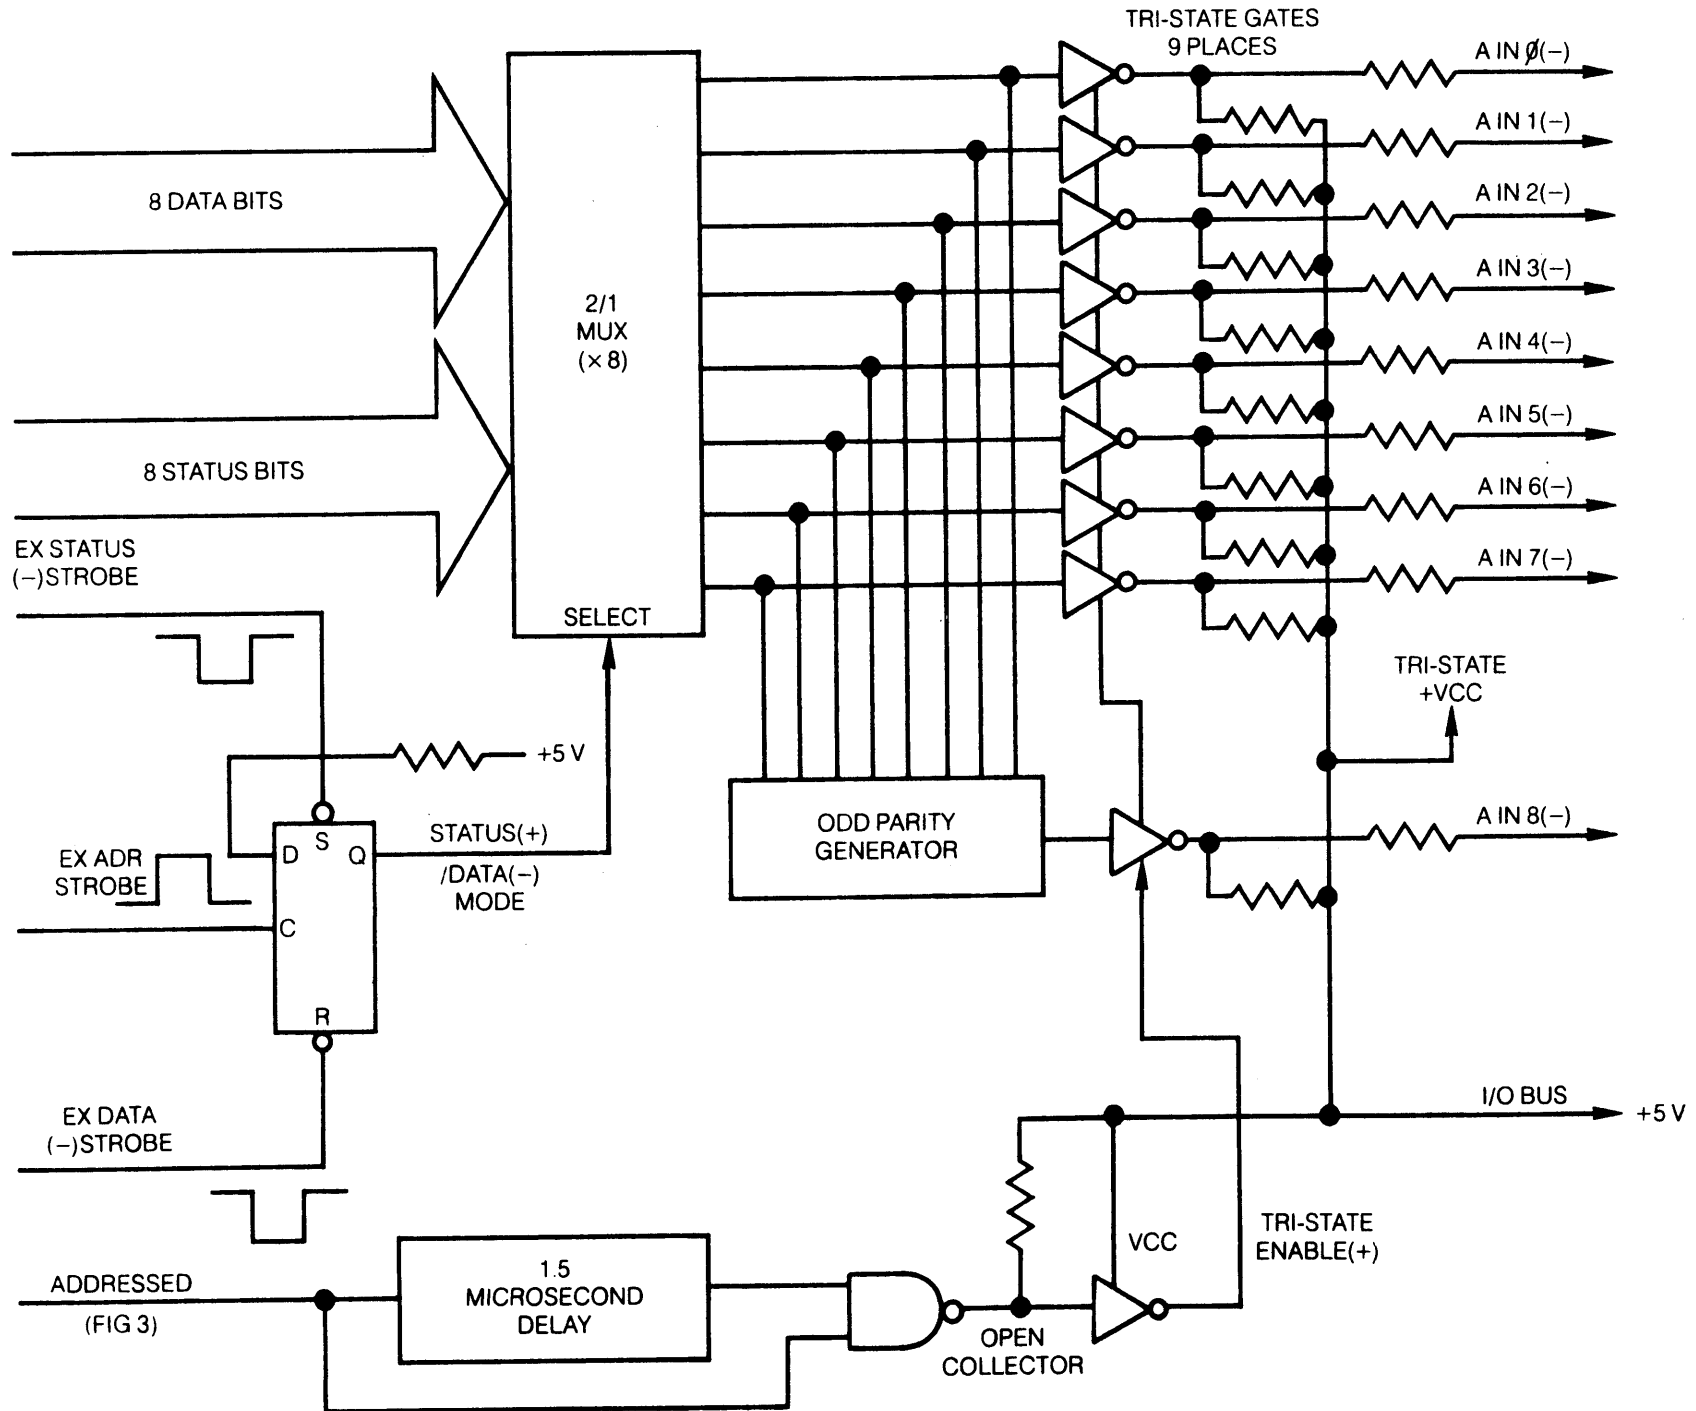 TRI-STATE GATES
9 PLACES
A IN Ø(−)
A IN 1(−)
8 DATA BITS
A IN 2(−)
A IN 3(−)
2/1
MUX
(×8)
A IN 4(−)
A IN 5(−)
8 STATUS BITS
A IN 6(−)
EX STATUS
(−)STROBE
A IN 7(−)
SELECT
TRI-STATE
+VCC
+5 V
ODD PARITY
GENERATOR
A IN 8(−)
STATUS(+)
/DATA(−)
MODE
S
D
Q
EX ADR
STROBE
C
R
I/O BUS
+5 V
EX DATA
(−)STROBE
VCC
TRI-STATE
ENABLE(+)
ADDRESSED
(FIG 3)
1.5
MICROSECOND
DELAY
OPEN
COLLECTOR